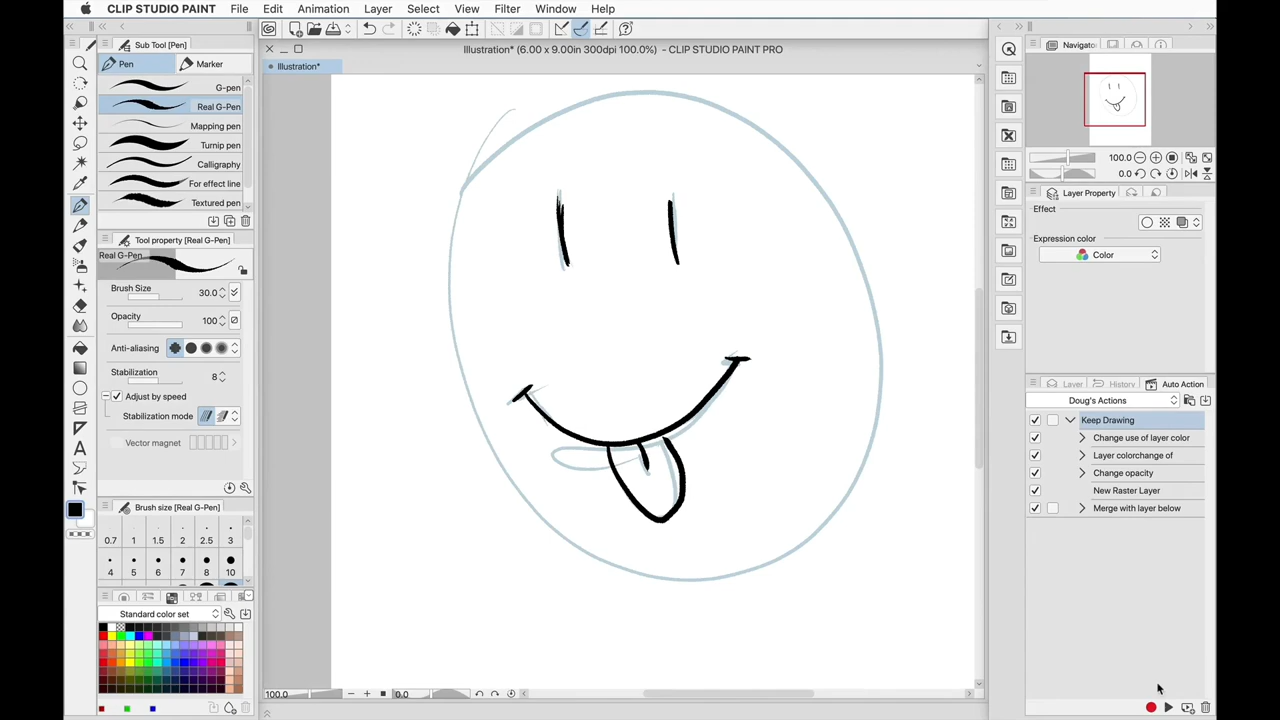 CLIP STUDIO PAINT File Edit Animation Layer Select View Filter Window Help
Sub Tool [Pen]
Pen Marker
G-pen
Real G-Pen
Mapping pen
Turnip pen
Calligraphy
For effect line
Textured pen
Tool property [Real G-Pen]
Real G-Pen
Brush Size 30.0
Opacity 100
Anti-aliasing
Stabilization 8
Adjust by speed
Stabilization mode
Vector magnet
Brush size [Real G-Pen]
0.7 1 1.5 2 2.5 3
4 5 6 7 8 10
Standard color set
Illustration* (6.00 x 9.00in 300dpi 100.0%) - CLIP STUDIO PAINT PRO
Illustration*
100.0 0.0
Navigator
100.0
0.0
Layer Property
Effect
Expression color
Color
Layer History Auto Action
Doug's Actions
Keep Drawing
Change use of layer color
Layer colorchange of
Change opacity
New Raster Layer
Merge with layer below